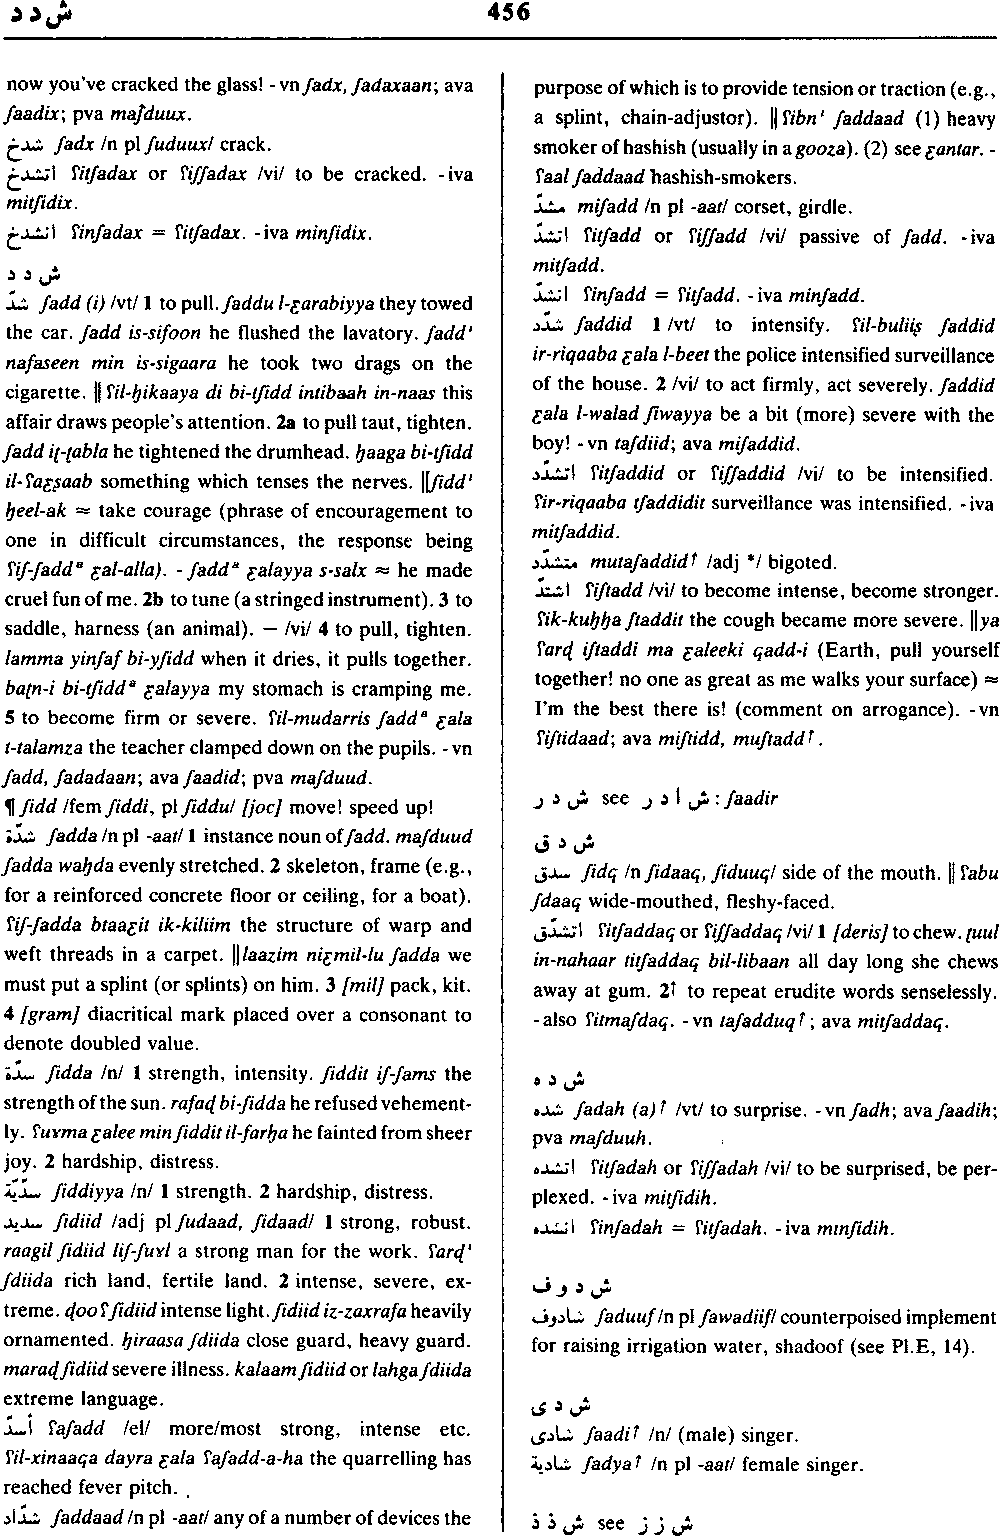 ش د د
456
now you've cracked the glass! -vn ʃadx, ʃadaxaan; ava
ʃaadix; pva maʃduux.
شدخ ʃadx /n pl ʃuduux/ crack.
اتشدخ ʕitʃadax or ʕiʃʃadax /vi/ to be cracked. -iva
mitʃidix.
انشدخ ʕinʃadax = ʕitʃadax. -iva minʃidix.
ش د د
شدّ ʃadd (i) /vt/ 1 to pull. ʃaddu l-ȝarabiyya they towed
the car. ʃadd is-sifoon he flushed the lavatory. ʃaddⁱ
nafaseen min is-sigaara he took two drags on the
cigarette. ‖ ʕil-ḥikaaya di bi-tʃidd intibaah in-naas this
affair draws people's attention. 2a to pull taut, tighten.
ʃadd iṭ-ṭabla he tightened the drumhead. ḥaaga bi-tʃidd
il-ʕaȝṣaab something which tenses the nerves. ‖ʃiddⁱ
ḥeel-ak ≈ take courage (phrase of encouragement to
one in difficult circumstances, the response being
ʕiʃ-ʃaddᵃ ȝal-alla). - ʃaddᵃ ȝalayya s-salx ≈ he made
cruel fun of me. 2b to tune (a stringed instrument). 3 to
saddle, harness (an animal). — /vi/ 4 to pull, tighten.
lamma yinʃaf bi-yʃidd when it dries, it pulls together.
baṭn-i bi-tʃiddᵃ ȝalayya my stomach is cramping me.
5 to become firm or severe. ʕil-mudarris ʃaddᵃ ȝala
t-talamza the teacher clamped down on the pupils. -vn
ʃadd, ʃadadaan; ava ʃaadid; pva maʃduud.
¶ ʃidd /fem ʃiddi, pl ʃiddu/ [joc] move! speed up!
شدّة ʃadda /n pl -aat/ 1 instance noun of ʃadd. maʃduud
ʃadda waḥda evenly stretched. 2 skeleton, frame (e.g.,
for a reinforced concrete floor or ceiling, for a boat).
ʕiʃ-ʃadda btaaȝit ik-kiliim the structure of warp and
weft threads in a carpet. ‖laazim niȝmil-lu ʃadda we
must put a splint (or splints) on him. 3 [mil] pack, kit.
4 [gram] diacritical mark placed over a consonant to
denote doubled value.
شدّة ʃidda /n/ 1 strength, intensity. ʃiddit iʃ-ʃams the
strength of the sun. rafaḍ bi-ʃidda he refused vehement-
ly. ʕuɣma ȝalee min ʃiddit il-farḥa he fainted from sheer
joy. 2 hardship, distress.
شدّيّة ʃiddiyya /n/ 1 strength. 2 hardship, distress.
شديد ʃidiid /adj pl ʃudaad, ʃidaad/ 1 strong, robust.
raagil ʃidiid liʃ-ʃuɣl a strong man for the work. ʕarḍⁱ
ʃdiida rich land, fertile land. 2 intense, severe, ex-
treme. ḍooʕ ʃidiid intense light. ʃidiid iz-zaxrafa heavily
ornamented. ḥiraasa ʃdiida close guard, heavy guard.
maraḍ ʃidiid severe illness. kalaam ʃidiid or lahga ʃdiida
extreme language.
أشدّ ʕaʃadd /el/ more/most strong, intense etc.
ʕil-xinaaqa dayra ȝala ʕaʃadd-a-ha the quarrelling has
reached fever pitch.
شدّاد ʃaddaad /n pl -aat/ any of a number of devices the
purpose of which is to provide tension or traction (e.g.,
a splint, chain-adjustor). ‖ ʕibnⁱ ʃaddaad (1) heavy
smoker of hashish (usually in a gooza). (2) see ȝantar. -
ʕaal ʃaddaad hashish-smokers.
مشدّ miʃadd /n pl -aat/ corset, girdle.
اتشدّ ʕitʃadd or ʕiʃʃadd /vi/ passive of ʃadd. -iva
mitʃadd.
انشدّ ʕinʃadd = ʕitʃadd. -iva minʃadd.
شدّد ʃaddid 1 /vt/ to intensify. ʕil-buliiṣ ʃaddid
ir-riqaaba ȝala l-beet the police intensified surveillance
of the house. 2 /vi/ to act firmly, act severely. ʃaddid
ȝala l-walad ʃiwayya be a bit (more) severe with the
boy! -vn taʃdiid; ava miʃaddid.
اتشدّد ʕitʃaddid or ʕiʃʃaddid /vi/ to be intensified.
ʕir-riqaaba tʃaddidit surveillance was intensified. -iva
mitʃaddid.
متشدّد mutaʃaddid↑ /adj */ bigoted.
اشتدّ ʕiʃtadd /vi/ to become intense, become stronger.
ʕik-kuḥḥa ʃtaddit the cough became more severe. ‖ya
ʕarḍ iʃtaddi ma ȝaleeki qadd-i (Earth, pull yourself
together! no one as great as me walks your surface) ≈
I'm the best there is! (comment on arrogance). -vn
ʕiʃtidaad; ava miʃtidd, muʃtadd↑.
ش د ر see ش ا د ر : ʃaadir
ش د ق
شدق ʃidq /n ʃidaaq, ʃiduuq/ side of the mouth. ‖ ʕabu
ʃdaaq wide-mouthed, fleshy-faced.
اتشدّق ʕitʃaddaq or ʕiʃʃaddaq /vi/ 1 [deris] to chew. ṭuul
in-nahaar titʃaddaq bil-libaan all day long she chews
away at gum. 2↑ to repeat erudite words senselessly.
-also ʕitmaʃdaq. -vn taʃadduq↑; ava mitʃaddaq.
ش د ه
شده ʃadah (a)↑ /vt/ to surprise. -vn ʃadh; ava ʃaadih;
pva maʃduuh.
اتشده ʕitʃadah or ʕiʃʃadah /vi/ to be surprised, be per-
plexed. -iva mitʃidih.
انشده ʕinʃadah = ʕitʃadah. -iva minʃidih.
ش د و ف
شادوف ʃaduuf /n pl ʃawadiif/ counterpoised implement
for raising irrigation water, shadoof (see Pl.E, 14).
ش د ى
شادى ʃaadi↑ /n/ (male) singer.
شادية ʃadya↑ /n pl -aat/ female singer.
ش ذ ذ see ش ز ز